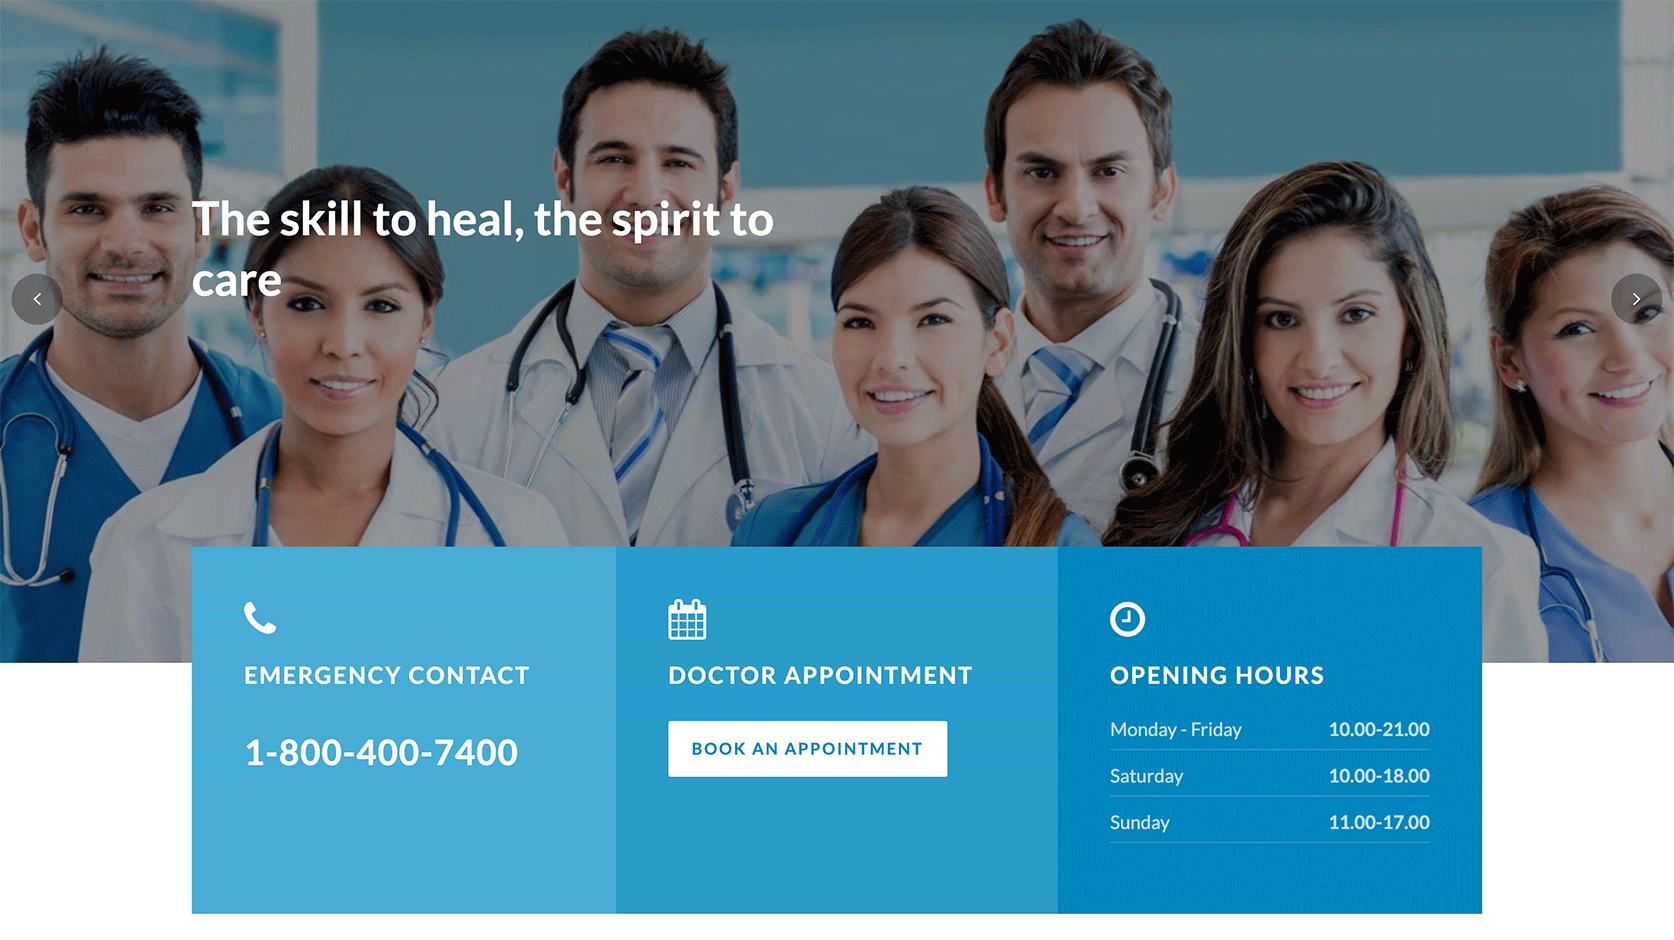 The skill to heal, the spirit to
care
EMERGENCY CONTACT
1-800-400-7400
DOCTOR APPOINTMENT
BOOK AN APPOINTMENT
OPENING HOURS
Monday - Friday 10.00-21.00
Saturday 10.00-18.00
Sunday 11.00-17.00